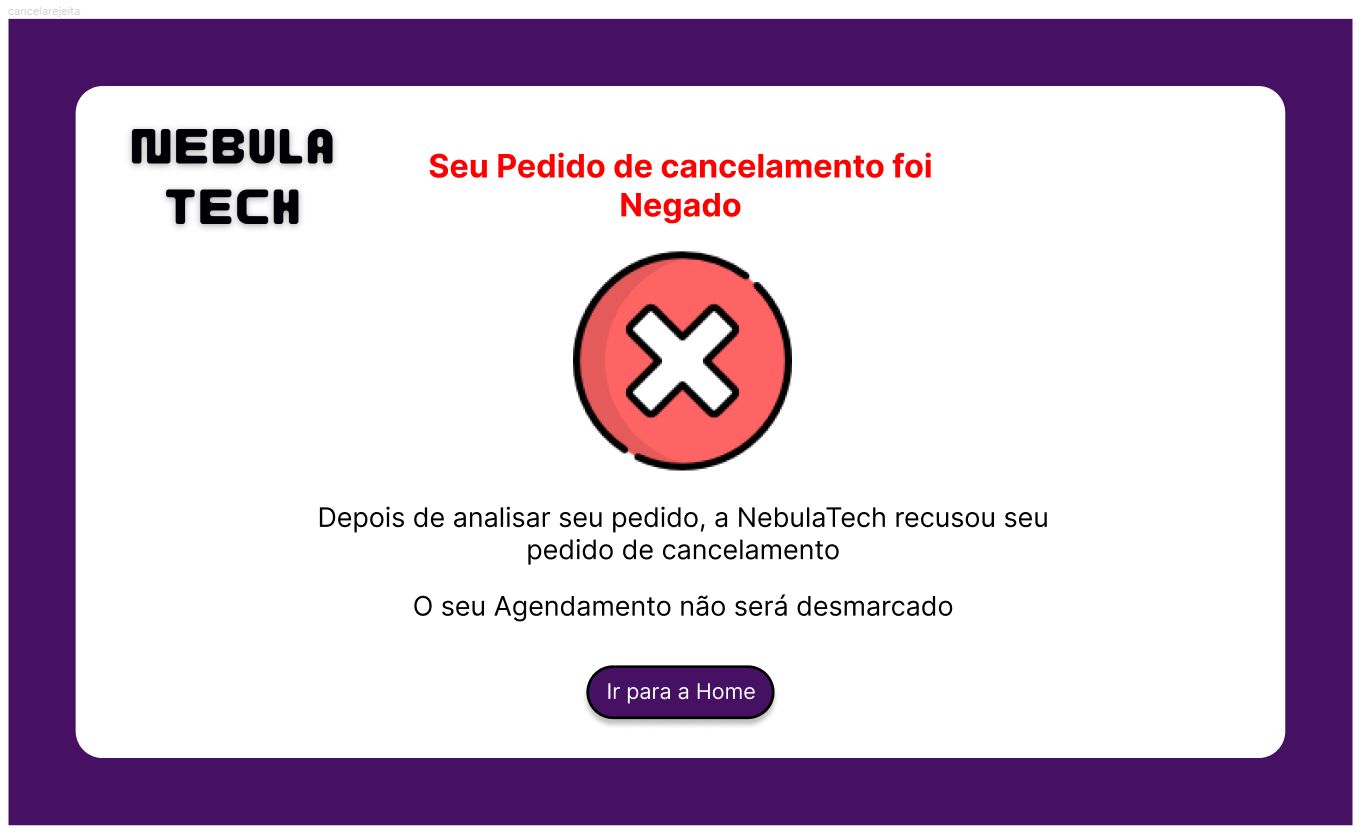 cancelarejeita
NEBULA
TECH
Seu Pedido de cancelamento foi
Negado
Depois de analisar seu pedido, a NebulaTech recusou seu
pedido de cancelamento
O seu Agendamento não será desmarcado
Ir para a Home